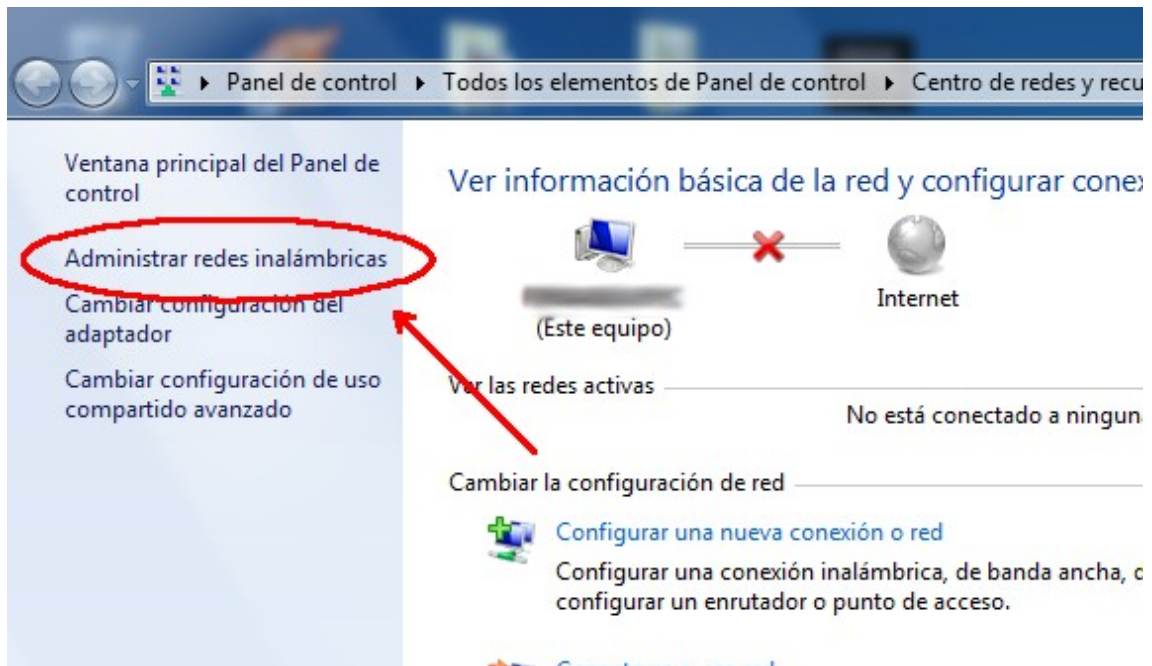 Panel de control ▸ Todos los elementos de Panel de control ▸ Centro de redes y recu
Ventana principal del Panel de
control
Administrar redes inalámbricas
Cambiar configuración del
adaptador
Cambiar configuración de uso
compartido avanzado
Ver información básica de la red y configurar cone
(Este equipo)
Internet
Ver las redes activas
No está conectado a ningun
Cambiar la configuración de red
Configurar una nueva conexión o red
Configurar una conexión inalámbrica, de banda ancha,
configurar un enrutador o punto de acceso.